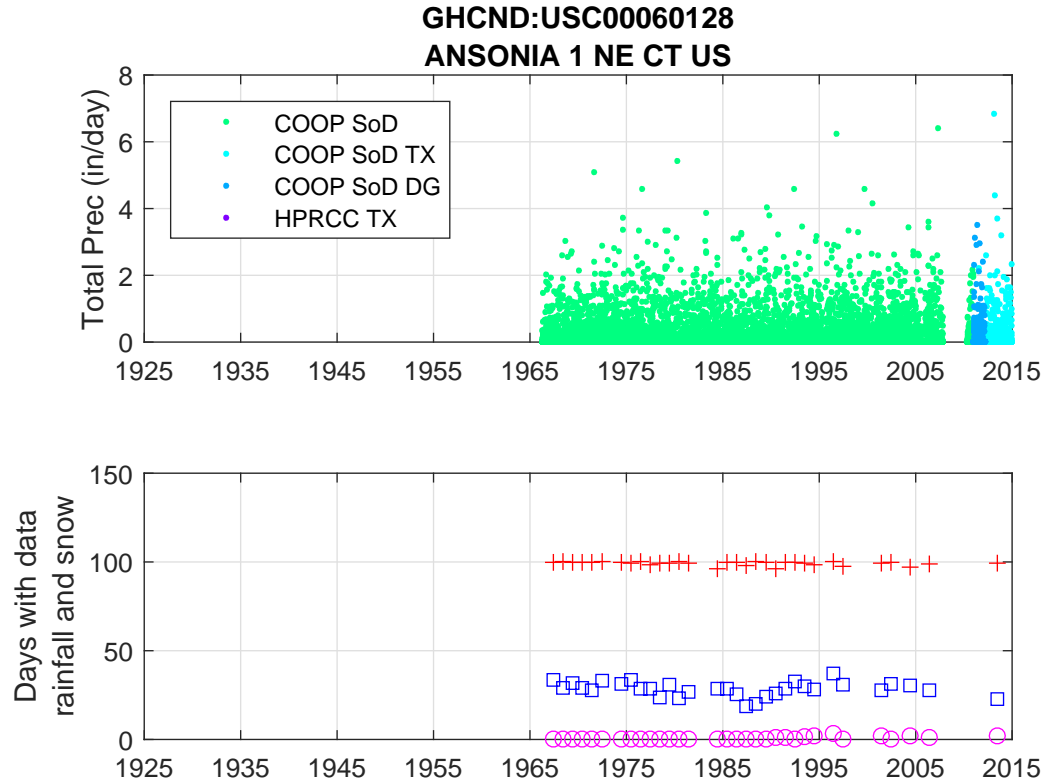 GHCND:USC00060128
ANSONIA 1 NE CT US
Total Prec (in/day)
8
6
4
2
0
COOP SoD
COOP SoD TX
COOP SoD DG
HPRCC TX
1925 1935 1945 1955 1965 1975 1985 1995 2005 2015
Days with data
rainfall and snow
150
100
50
0
1925 1935 1945 1955 1965 1975 1985 1995 2005 2015